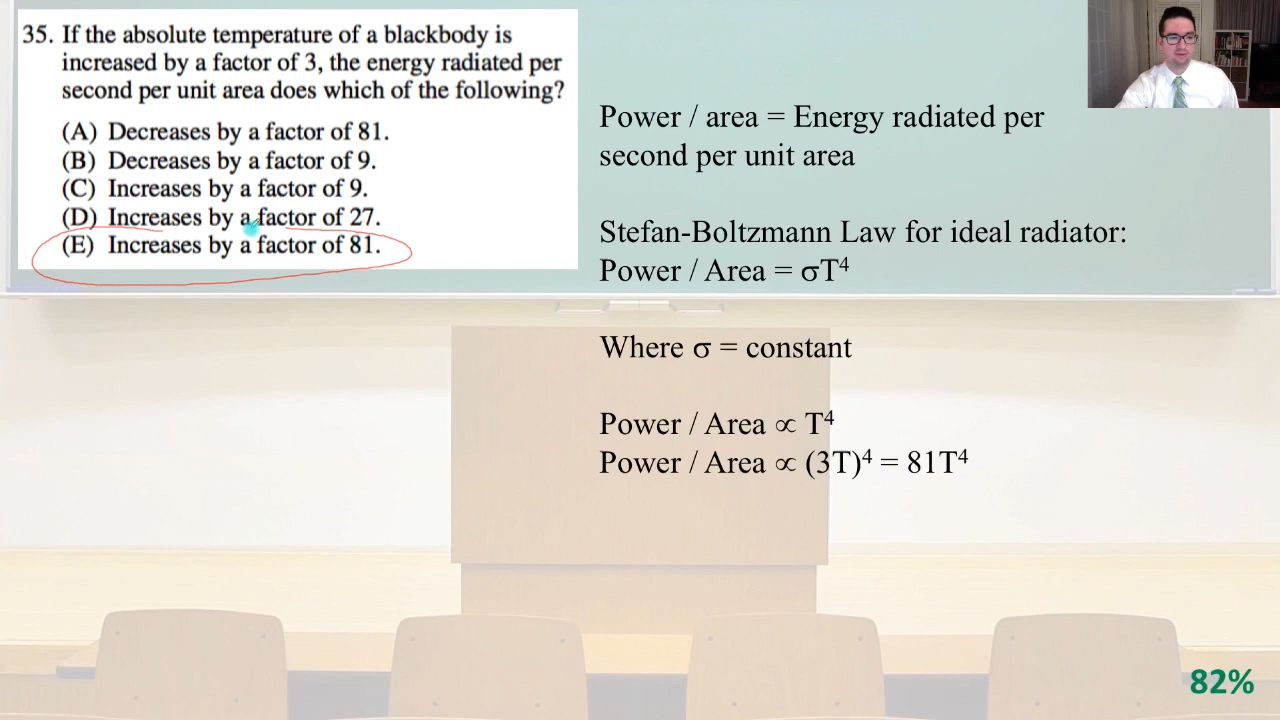 35. If the absolute temperature of a blackbody is
increased by a factor of 3, the energy radiated per
second per unit area does which of the following?
(A) Decreases by a factor of 81.
(B) Decreases by a factor of 9.
(C) Increases by a factor of 9.
(D) Increases by a factor of 27.
(E) Increases by a factor of 81.
Power / area = Energy radiated per
second per unit area
Stefan-Boltzmann Law for ideal radiator:
Power / Area = σT⁴
Where σ = constant
Power / Area ∝ T⁴
Power / Area ∝ (3T)⁴ = 81T⁴
82%